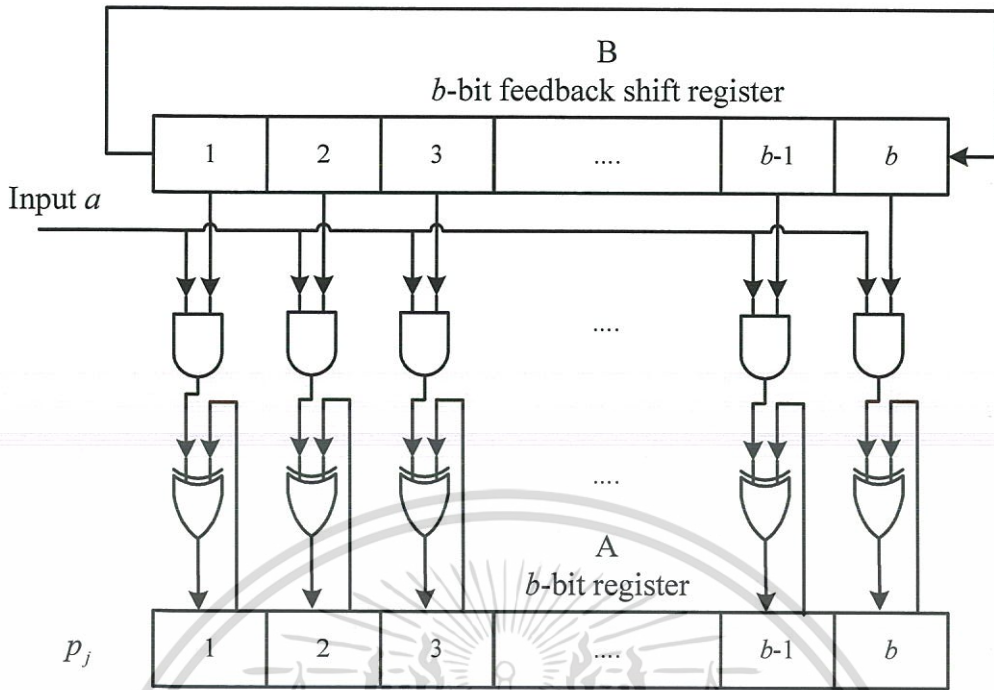 B
b-bit feedback shift register
1 2 3 .... b-1 b
Input a
....
....
A
b-bit register
p_j 1 2 3 .... b-1 b